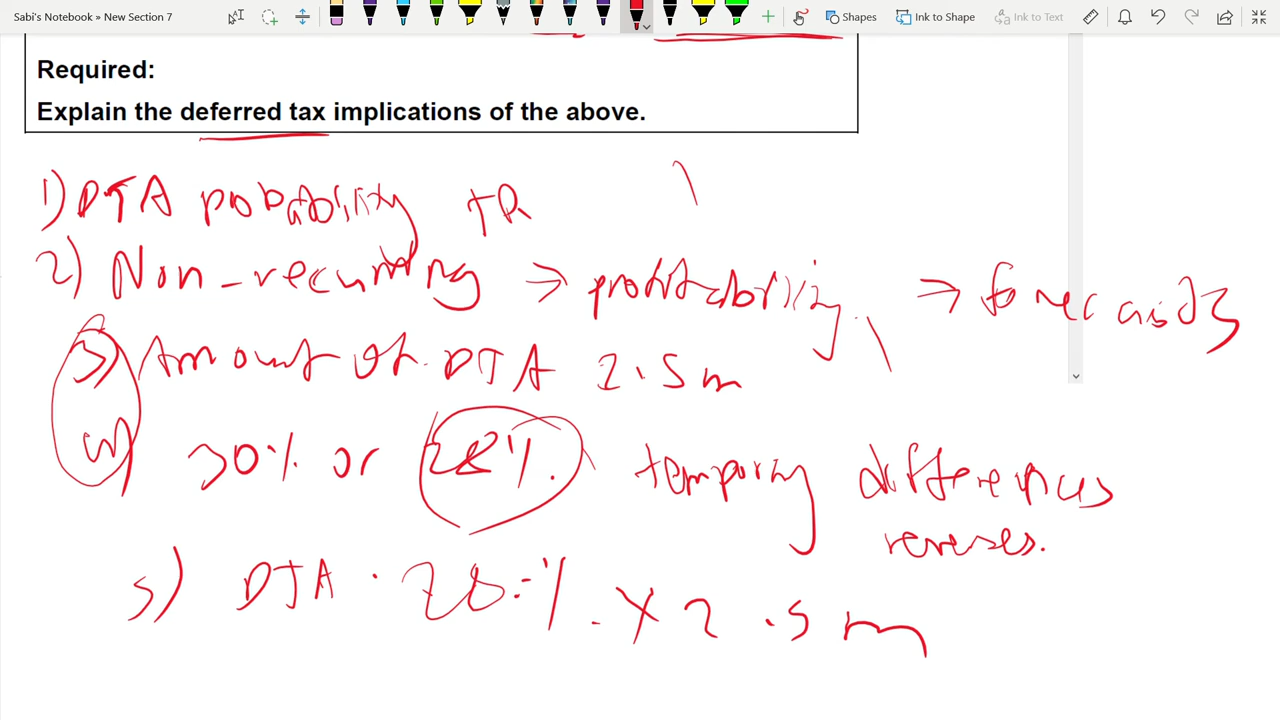 Sabi's Notebook » New Section 7
Shapes Ink to Shape Ink to Text
Required:
Explain the deferred tax implications of the above.
1) DTA probability TR
2) Non-recurring → profitability → forecasts
3) Amount of DTA 2.5m
4) 30% or 28%. temporary differences
reverses.
5) DTA 28% × 2.5m